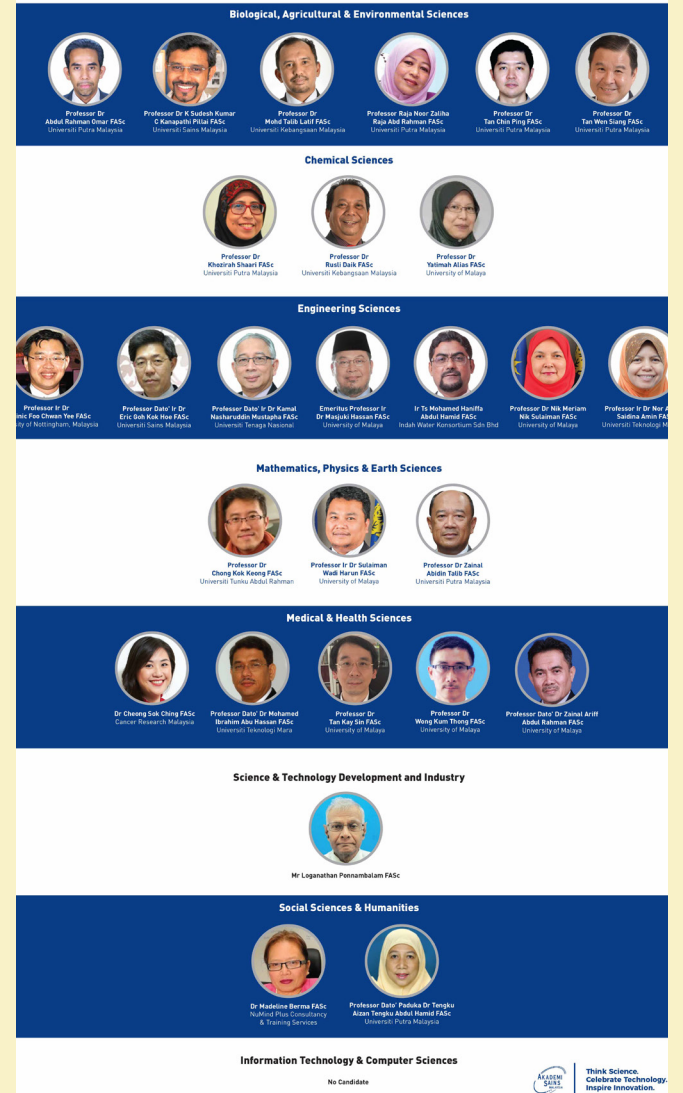 Biological, Agricultural & Environmental Sciences
Professor Dr
Abdul Rahman Omar FASc
Universiti Putra Malaysia
Professor Dr K Sudesh Kumar
C Kanapathi Pillai FASc
Universiti Sains Malaysia
Professor Dr
Mohd Talib Latif FASc
Universiti Kebangsaan Malaysia
Professor Raja Noor Zaliha
Raja Abd Rahman FASc
Universiti Putra Malaysia
Professor Dr
Tan Chin Ping FASc
Universiti Putra Malaysia
Professor Dr
Tan Wen Siang FASc
Universiti Putra Malaysia
Chemical Sciences
Professor Dr
Khozirah Shaari FASc
Universiti Putra Malaysia
Professor Dr
Rusli Daik FASc
Universiti Kebangsaan Malaysia
Professor Dr
Yatimah Alias FASc
University of Malaya
Engineering Sciences
Professor Ir Dr
inic Foo Chwan Yee FASc
ity of Nottingham, Malaysia
Professor Dato' Ir Dr
Eric Goh Kok Hoe FASc
Universiti Sains Malaysia
Professor Dato' Ir Dr Kamal
Nasharuddin Mustapha FASc
Universiti Tenaga Nasional
Emeritus Professor Ir
Dr Masjuki Hassan FASc
University of Malaya
Ir Ts Mohamed Haniffa
Abdul Hamid FASc
Indah Water Konsortium Sdn Bhd
Professor Dr Nik Meriam
Nik Sulaiman FASc
University of Malaya
Professor Ir Dr Nor A
Saidina Amin FAS
Universiti Teknologi M
Mathematics, Physics & Earth Sciences
Professor Dr
Chong Kok Keong FASc
Universiti Tunku Abdul Rahman
Professor Ir Dr Sulaiman
Wadi Harun FASc
University of Malaya
Professor Dr Zainal
Abidin Talib FASc
Universiti Putra Malaysia
Medical & Health Sciences
Dr Cheong Sok Ching FASc
Cancer Research Malaysia
Professor Dato' Dr Mohamed
Ibrahim Abu Hassan FASc
Universiti Teknologi Mara
Professor Dr
Tan Kay Sin FASc
University of Malaya
Professor Dr
Wong Kum Thong FASc
University of Malaya
Professor Dato' Dr Zainal Ariff
Abdul Rahman FASc
University of Malaya
Science & Technology Development and Industry
Mr Loganathan Ponnambalam FASc
Social Sciences & Humanities
Dr Madeline Berma FASc
NuMind Plus Consultancy
& Training Services
Professor Dato' Paduka Dr Tengku
Aizan Tengku Abdul Hamid FASc
Universiti Putra Malaysia
Information Technology & Computer Sciences
No Candidate
AKADEMI
SAINS
MALAYSIA
Think Science.
Celebrate Technology.
Inspire Innovation.